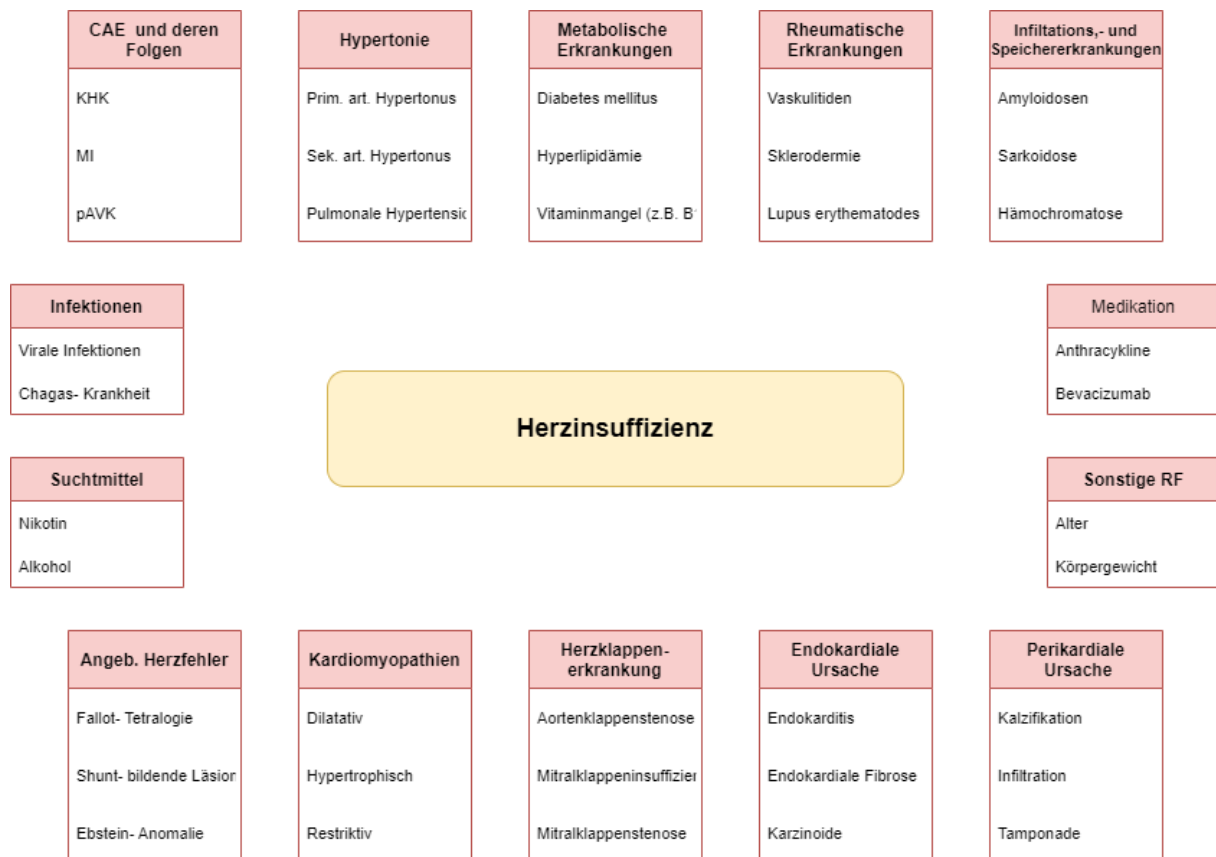 CAE und deren
Folgen
KHK
MI
pAVK
Hypertonie
Prim. art. Hypertonus
Sek. art. Hypertonus
Pulmonale
Metabolische
Erkrankungen
Diabetes mellitus
Hyperlipidämie
Vitaminmangel (z.B.
Rheumatische
Erkrankungen
Vaskulitiden
Sklerodermie
Lupus erythematodes
Infiltations,- und
Speichererkrankungen
Amyloidosen
Sarkoidose
Hämochromatose
Infektionen
Virale Infektionen
Chagas- Krankheit
Medikation
Anthracykline
Bevacizumab
Herzinsuffizienz
Suchtmittel
Nikotin
Alkohol
Sonstige RF
Alter
Körpergewicht
Angeb. Herzfehler
Fallot- Tetralogie
Shunt- bildende
Ebstein- Anomalie
Kardiomyopathien
Dilatativ
Hypertrophisch
Restriktiv
Herzklappen-
erkrankung
Aortenklappenstenose
Mitralklappenstenose
Endokardiale
Ursache
Endokarditis
Endokardiale Fibrose
Karzinoide
Perikardiale
Ursache
Kalzifikation
Infiltration
Tamponade